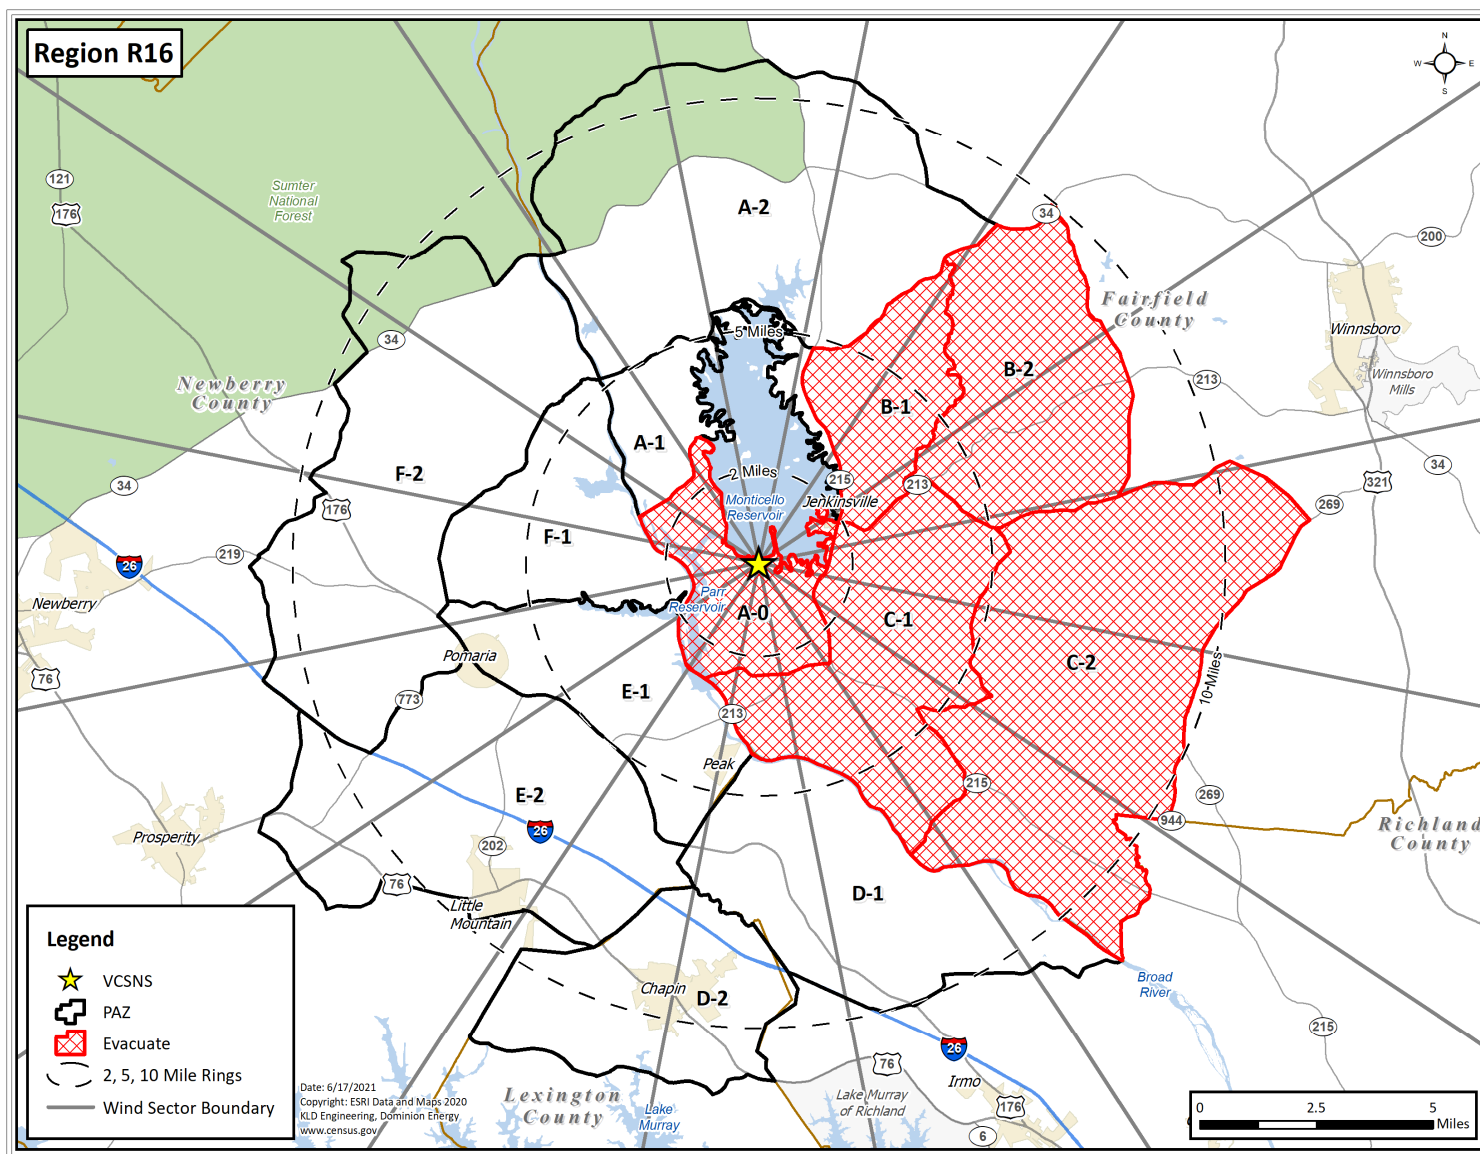 Region R16
N
W E
S
121
176
Sumter
National
Forest
A-2
34
200
Fairfield
County
Winnsboro
Winnsboro
Mills
5 Miles
34
B-2
213
Newberry
County
B-1
A-1
F-2
2 Miles
215
213
34
321
34
Monticello
Reservoir
Jenkinsville
176
269
F-1
219
26
Parr
Reservoir
Newberry
A-0
C-1
C-2
Pomaria
76
E-1
10 Miles
773
213
Peak
215
269
E-2
944
26
Richland
County
Prosperity
202
76
D-1
Little
Mountain
Legend
VCSNS
PAZ
Evacuate
2, 5, 10 Mile Rings
Wind Sector Boundary
Chapin
D-2
Broad
River
215
26
76
Irmo
Date: 6/17/2021
Copyright: ESRI Data and Maps 2020
KLD Engineering, Dominion Energy
www.census.gov
Lexington
County
Lake
Murray
Lake Murray
of Richland
176
6
0 2.5 5
Miles